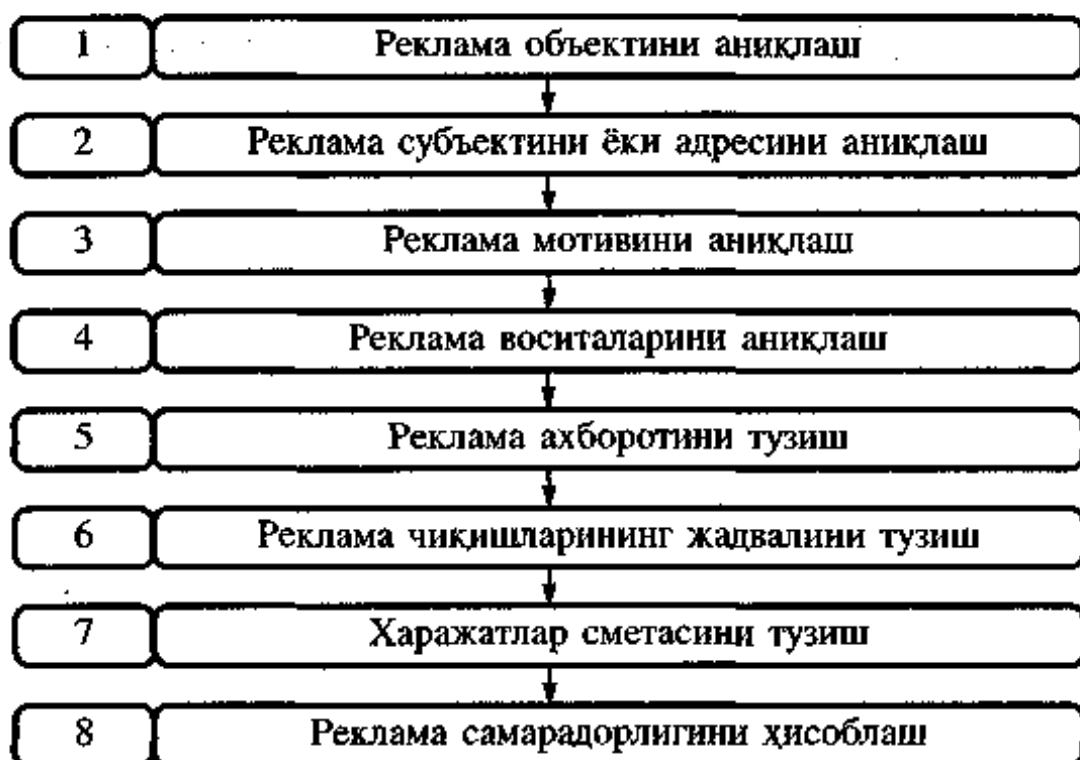 1 Реклама объектини аниқлаш
2 Реклама субъектини ёки адресини аниқлаш
3 Реклама мотивини аниқлаш
4 Реклама воситаларини аниқлаш
5 Реклама ахборотини тузиш
6 Реклама чиқишларининг жадвалини тузиш
7 Харажатлар сметасини тузиш
8 Реклама самарадорлигини ҳисоблаш